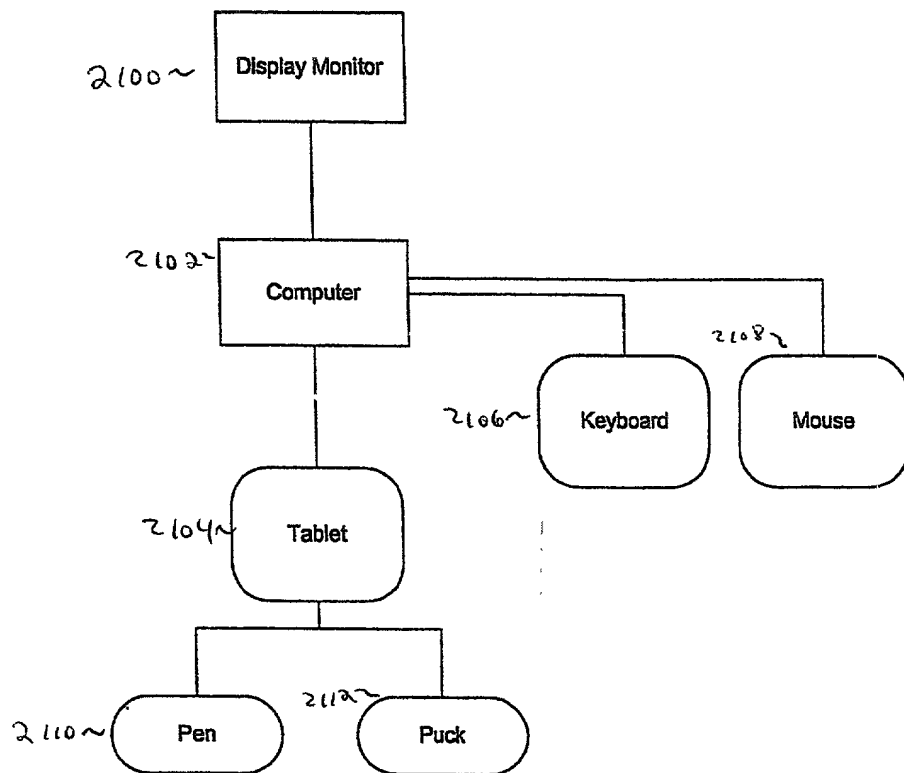 2100~ Display Monitor
2102~ Computer
2108~
2106~ Keyboard Mouse
2104~ Tablet
2110~ Pen 2112~ Puck